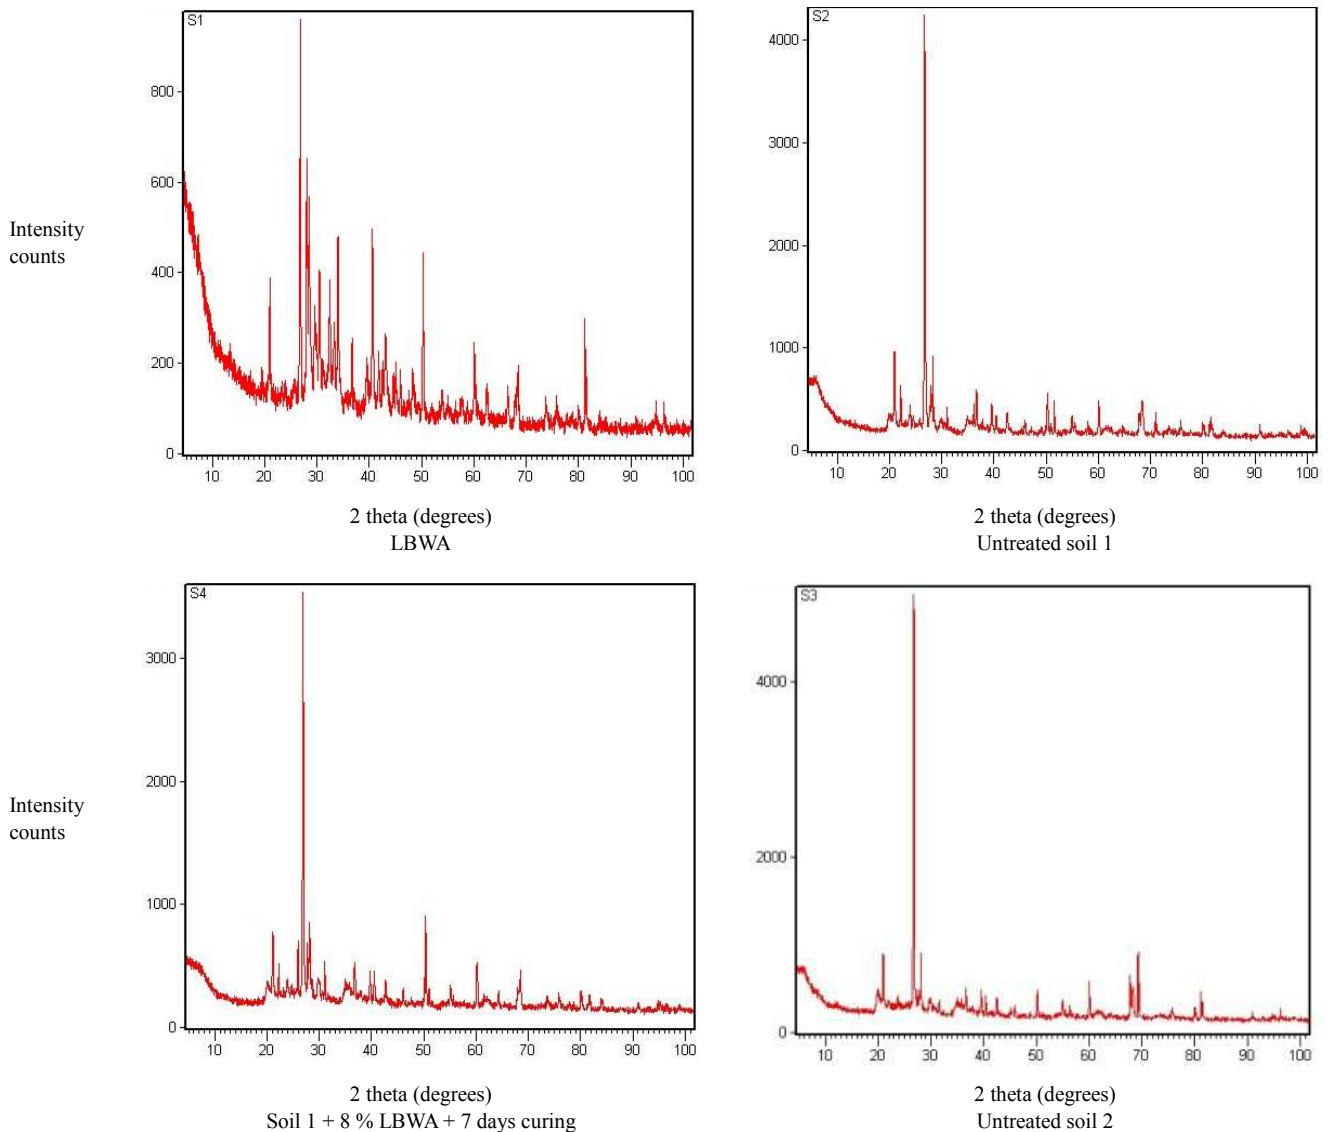 S1
800
600
400
200
0
10 20 30 40 50 60 70 80 90 100
Intensity
counts
2 theta (degrees)
LBWA
S2
4000
3000
2000
1000
0
10 20 30 40 50 60 70 80 90 100
2 theta (degrees)
Untreated soil 1
S4
3000
2000
1000
0
10 20 30 40 50 60 70 80 90 100
Intensity
counts
2 theta (degrees)
Soil 1 + 8 % LBWA + 7 days curing
S3
4000
2000
0
10 20 30 40 50 60 70 80 90 100
2 theta (degrees)
Untreated soil 2